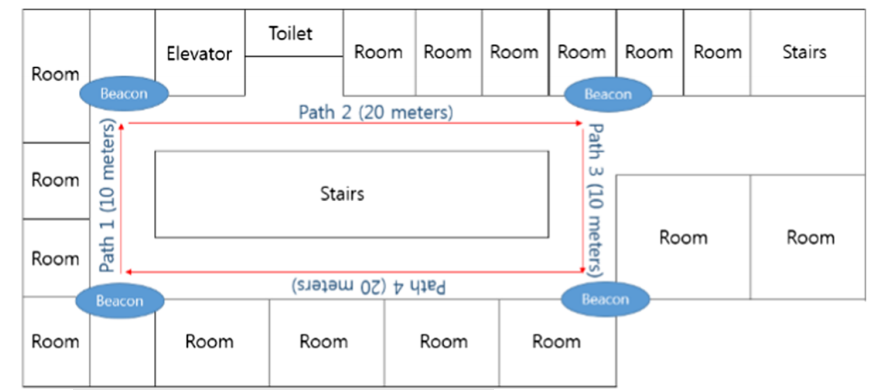 Toilet
Elevator
Room
Room
Room
Room
Room
Room
Stairs
Room
Beacon
Beacon
Path 2 (20 meters)
Path 1 (10 meters)
Path 3 (10 meters)
Room
Stairs
Room
Room
Room
Path 4 (20 meters)
Beacon
Beacon
Room
Room
Room
Room
Room